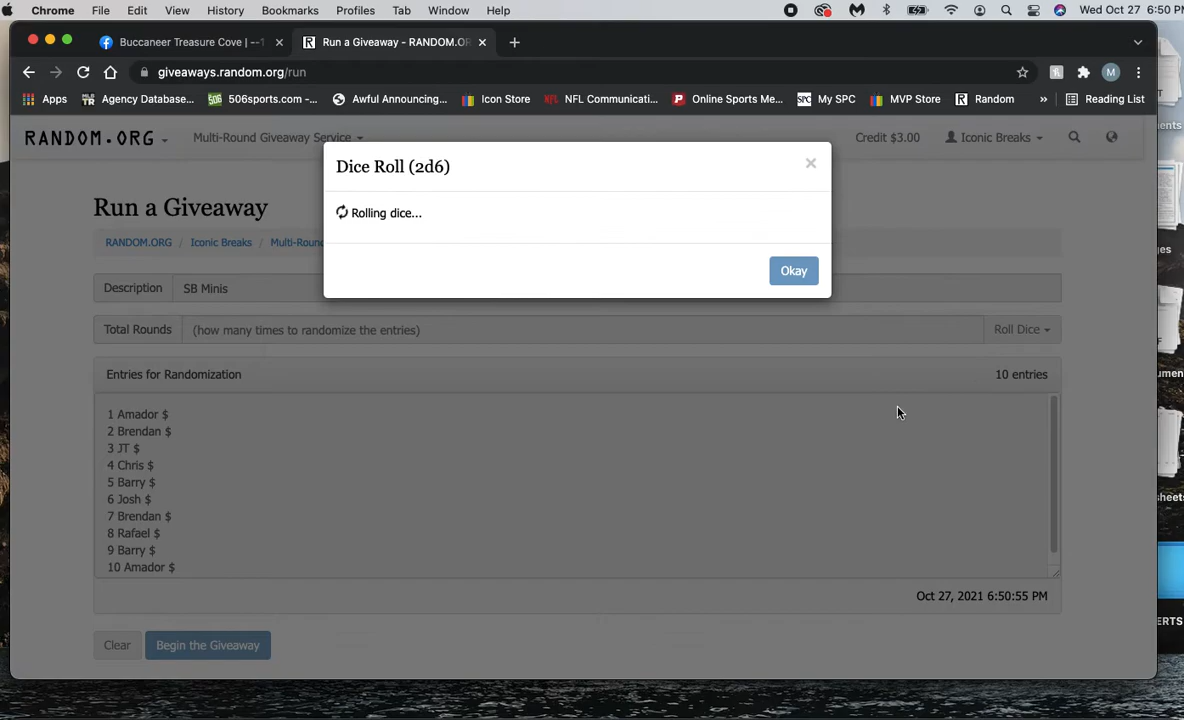 Chrome File Edit View History Bookmarks Profiles Tab Window Help Wed Oct 27 6:50 PM
Buccaneer Treasure Cove | --1 Run a Giveaway - RANDOM.OR
giveaways.random.org/run M
Apps Agency Database... 506sports.com -... Awful Announcing,... Icon Store NFL Communicati... Online Sports Me... My SPC MVP Store Random » Reading List
RANDOM.ORG Multi-Round Giveaway Service Credit $3.00 Iconic Breaks
Dice Roll (2d6) ×
Rolling dice...
Okay
Run a Giveaway
RANDOM.ORG / Iconic Breaks / Multi-Round
Description SB Minis
Total Rounds (how many times to randomize the entries) Roll Dice
Entries for Randomization 10 entries
1 Amador $
2 Brendan $
3 JT $
4 Chris $
5 Barry $
6 Josh $
7 Brendan $
8 Rafael $
9 Barry $
10 Amador $
Oct 27, 2021 6:50:55 PM
Clear Begin the Giveaway